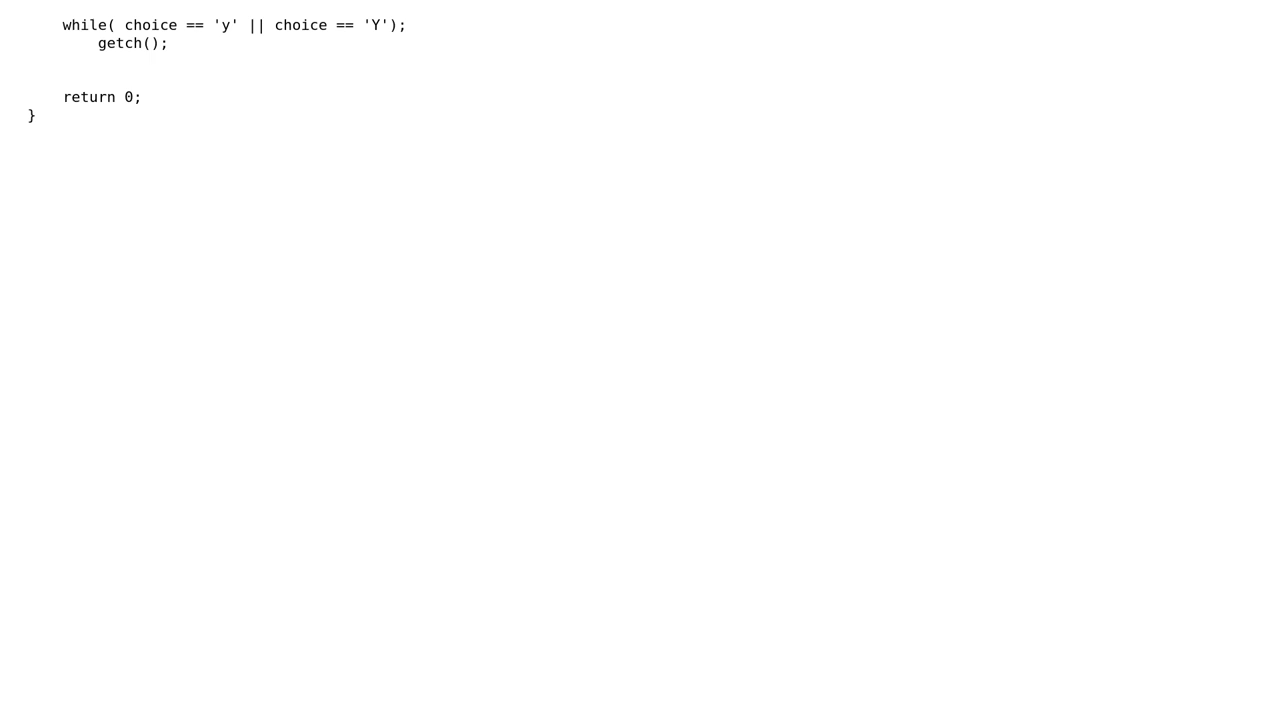 while( choice == 'y' || choice == 'Y');
        getch();


    return 0;
}